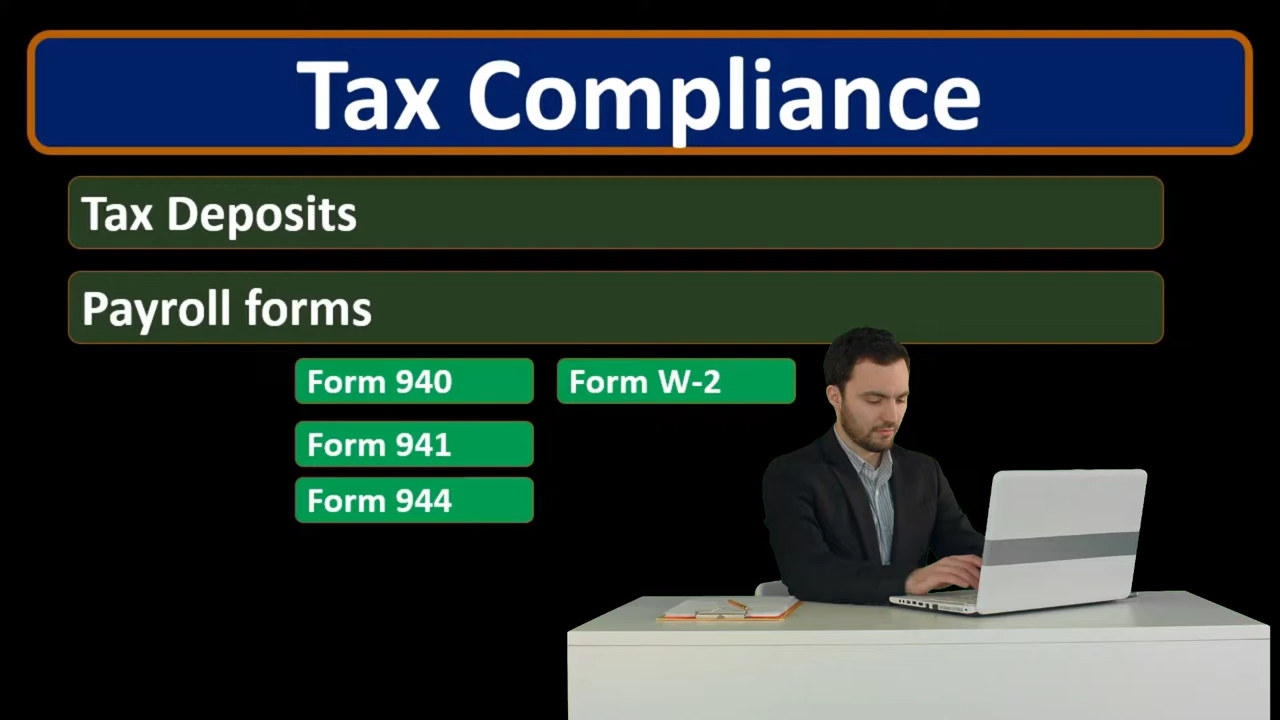 Tax Compliance
Tax Deposits
Payroll forms
Form 940
Form W-2
Form 941
Form 944